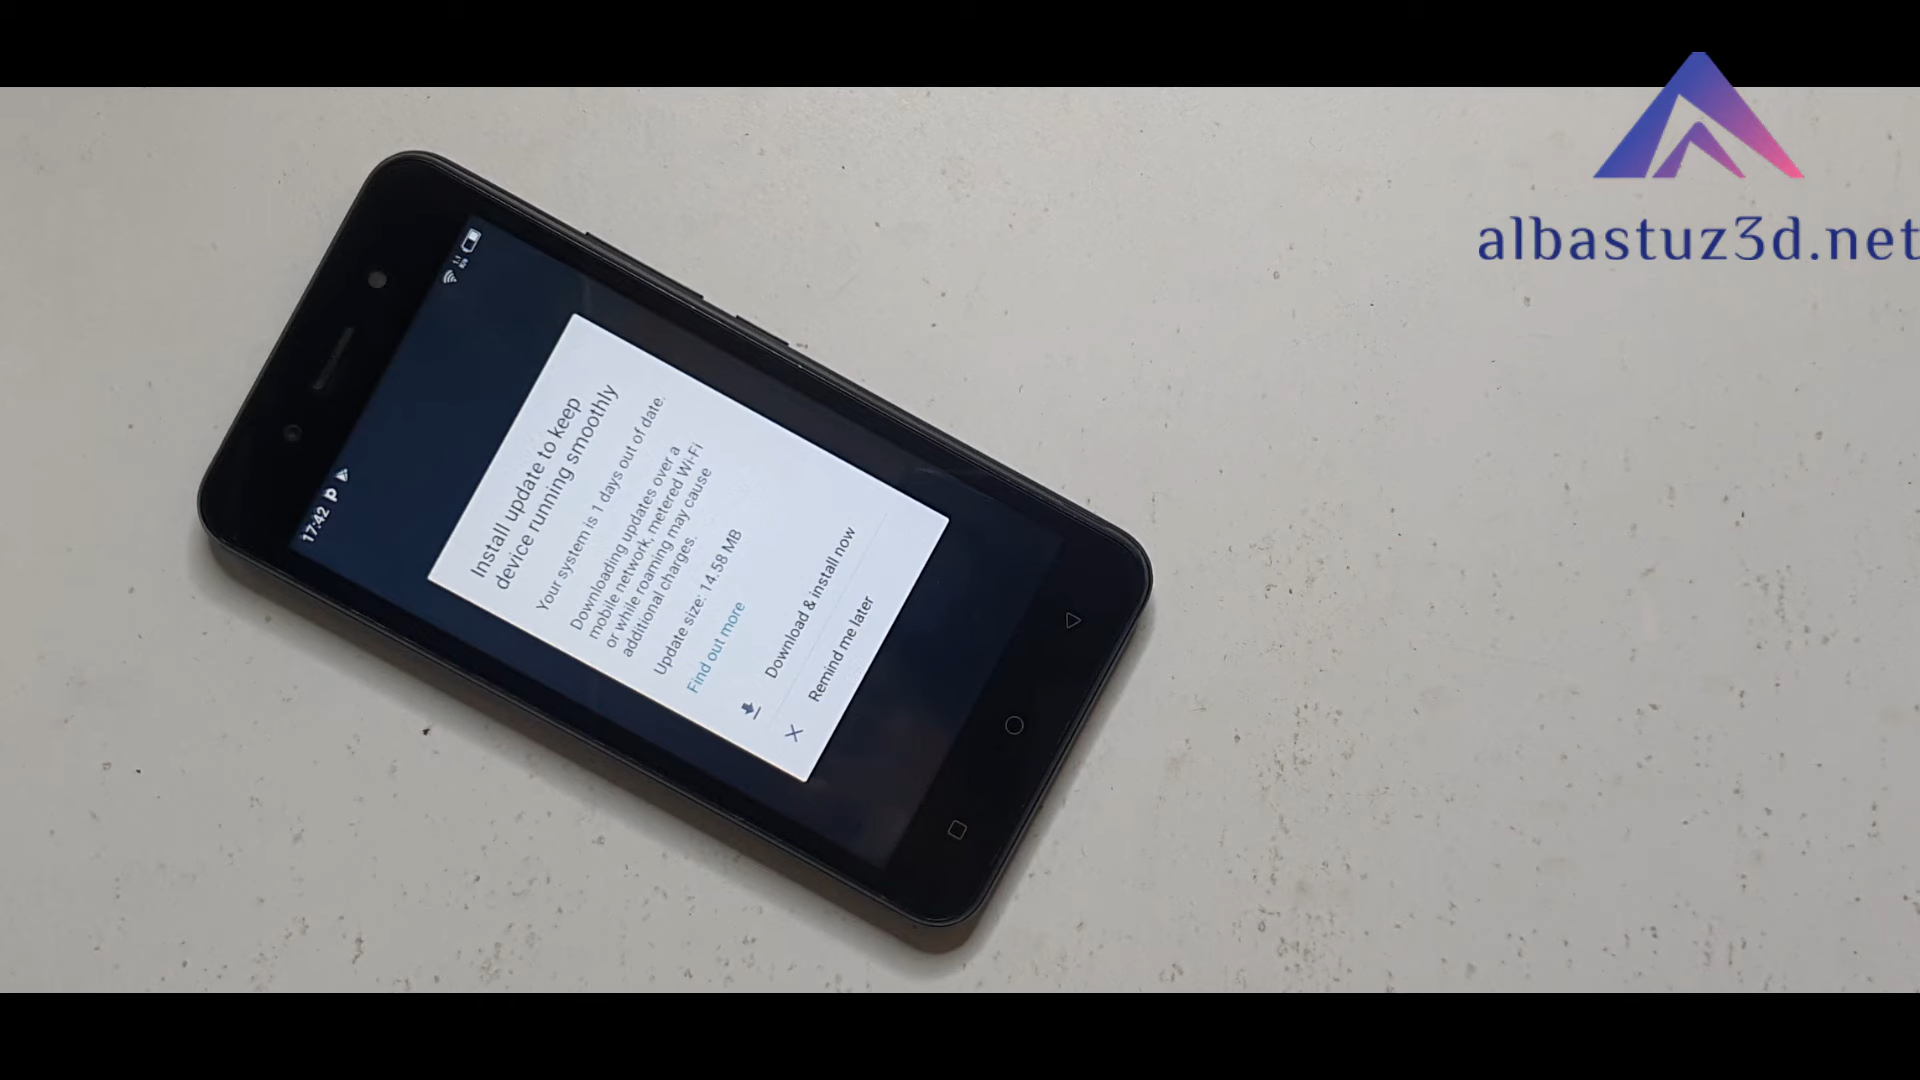 albastuz3d.net
17:42
Install update to keep
device running smoothly
Your system is 1 days out of date.
Downloading updates over a
mobile network, metered Wi-Fi
or while roaming may cause
additional charges.
Update size: 14.58 MB
Find out more
Download & install now
Remind me later